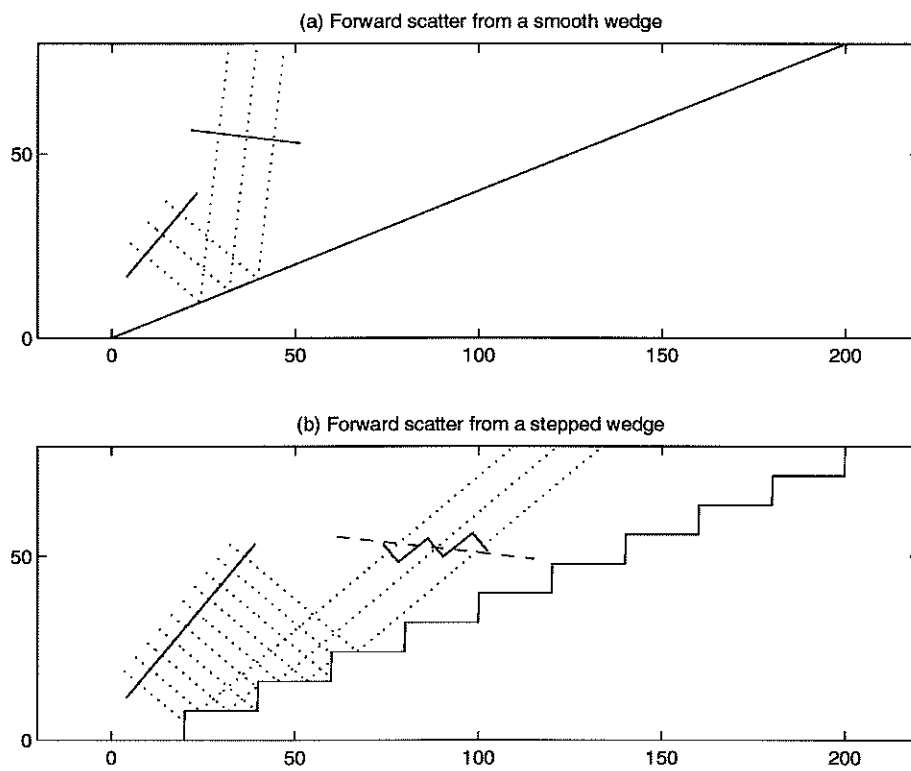 (a) Forward scatter from a smooth wedge
50
0
0 50 100 150 200
(b) Forward scatter from a stepped wedge
50
0
0 50 100 150 200